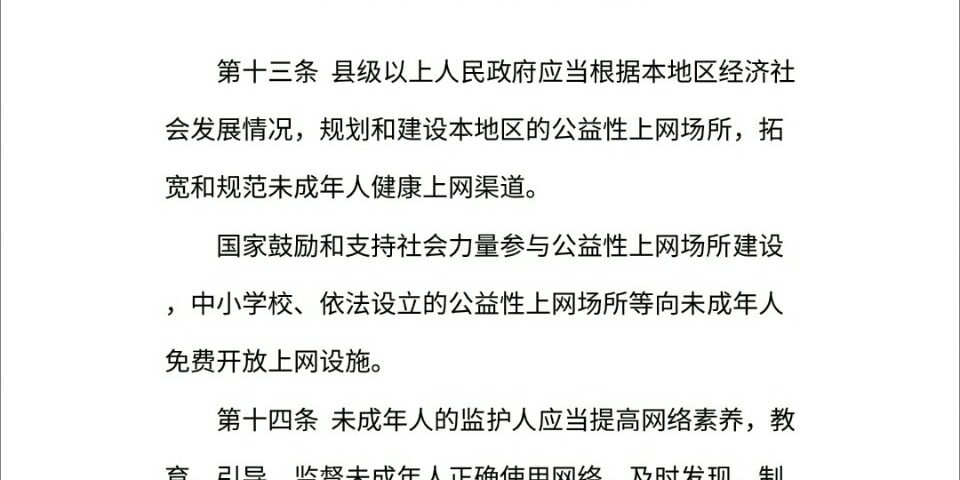 第十三条 县级以上人民政府应当根据本地区经济社
会发展情况，规划和建设本地区的公益性上网场所，拓
宽和规范未成年人健康上网渠道。
国家鼓励和支持社会力量参与公益性上网场所建设
，中小学校、依法设立的公益性上网场所等向未成年人
免费开放上网设施。
第十四条 未成年人的监护人应当提高网络素养，教
育、引导、监督未成年人正确使用网络，及时发现、制